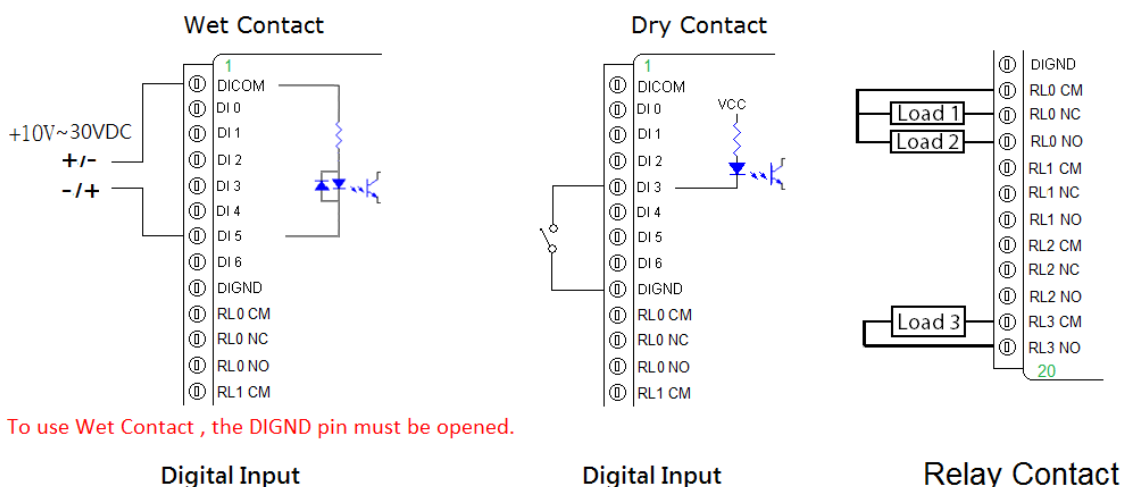 Wet Contact
1
DICOM
DI 0
DI 1
DI 2
DI 3
DI 4
DI 5
DI 6
DIGND
RL0 CM
RL0 NC
RL0 NO
RL1 CM
+10V~30VDC
+/-
-/+
To use Wet Contact , the DIGND pin must be opened.
Digital Input
Dry Contact
1
DICOM
DI 0
DI 1
DI 2
DI 3
DI 4
DI 5
DI 6
DIGND
RL0 CM
RL0 NC
RL0 NO
RL1 CM
VCC
Digital Input
DIGND
RL0 CM
RL0 NC
RL0 NO
RL1 CM
RL1 NC
RL1 NO
RL2 CM
RL2 NC
RL2 NO
RL3 CM
RL3 NO
20
Load 1
Load 2
Load 3
Relay Contact